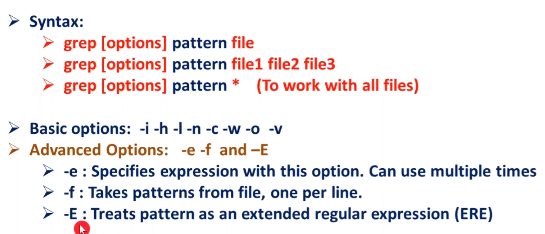 Syntax:
grep [options] pattern file
grep [options] pattern file1 file2 file3
grep [options] pattern * (To work with all files)
Basic options: -i -h -l -n -c -w -o -v
Advanced Options: -e -f and –E
-e : Specifies expression with this option. Can use multiple times
-f : Takes patterns from file, one per line.
-E : Treats pattern as an extended regular expression (ERE)